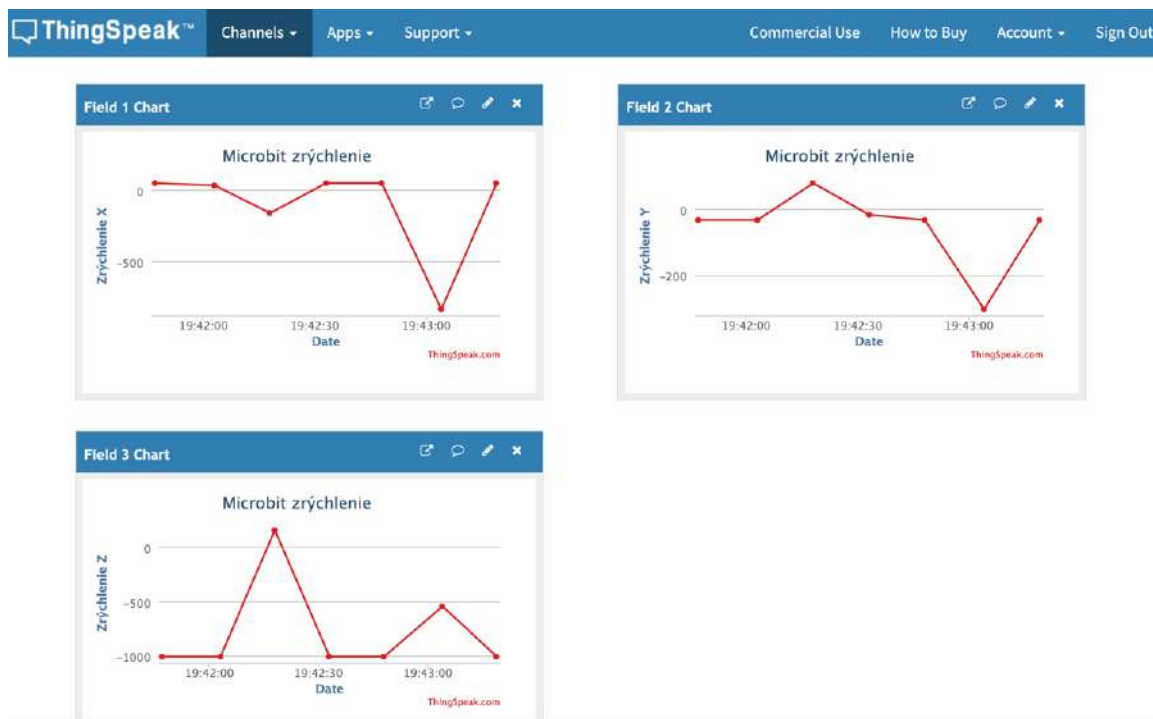 ThingSpeak™ Channels Apps Support Commercial Use How to Buy Account Sign Out
Field 1 Chart
Microbit zrýchlenie
Zrýchlenie X
0
−500
19:42:00 19:42:30 19:43:00
Date
ThingSpeak.com
Field 2 Chart
Microbit zrýchlenie
Zrýchlenie Y
0
−200
19:42:00 19:42:30 19:43:00
Date
ThingSpeak.com
Field 3 Chart
Microbit zrýchlenie
Zrýchlenie Z
0
−500
−1000
19:42:00 19:42:30 19:43:00
Date
ThingSpeak.com